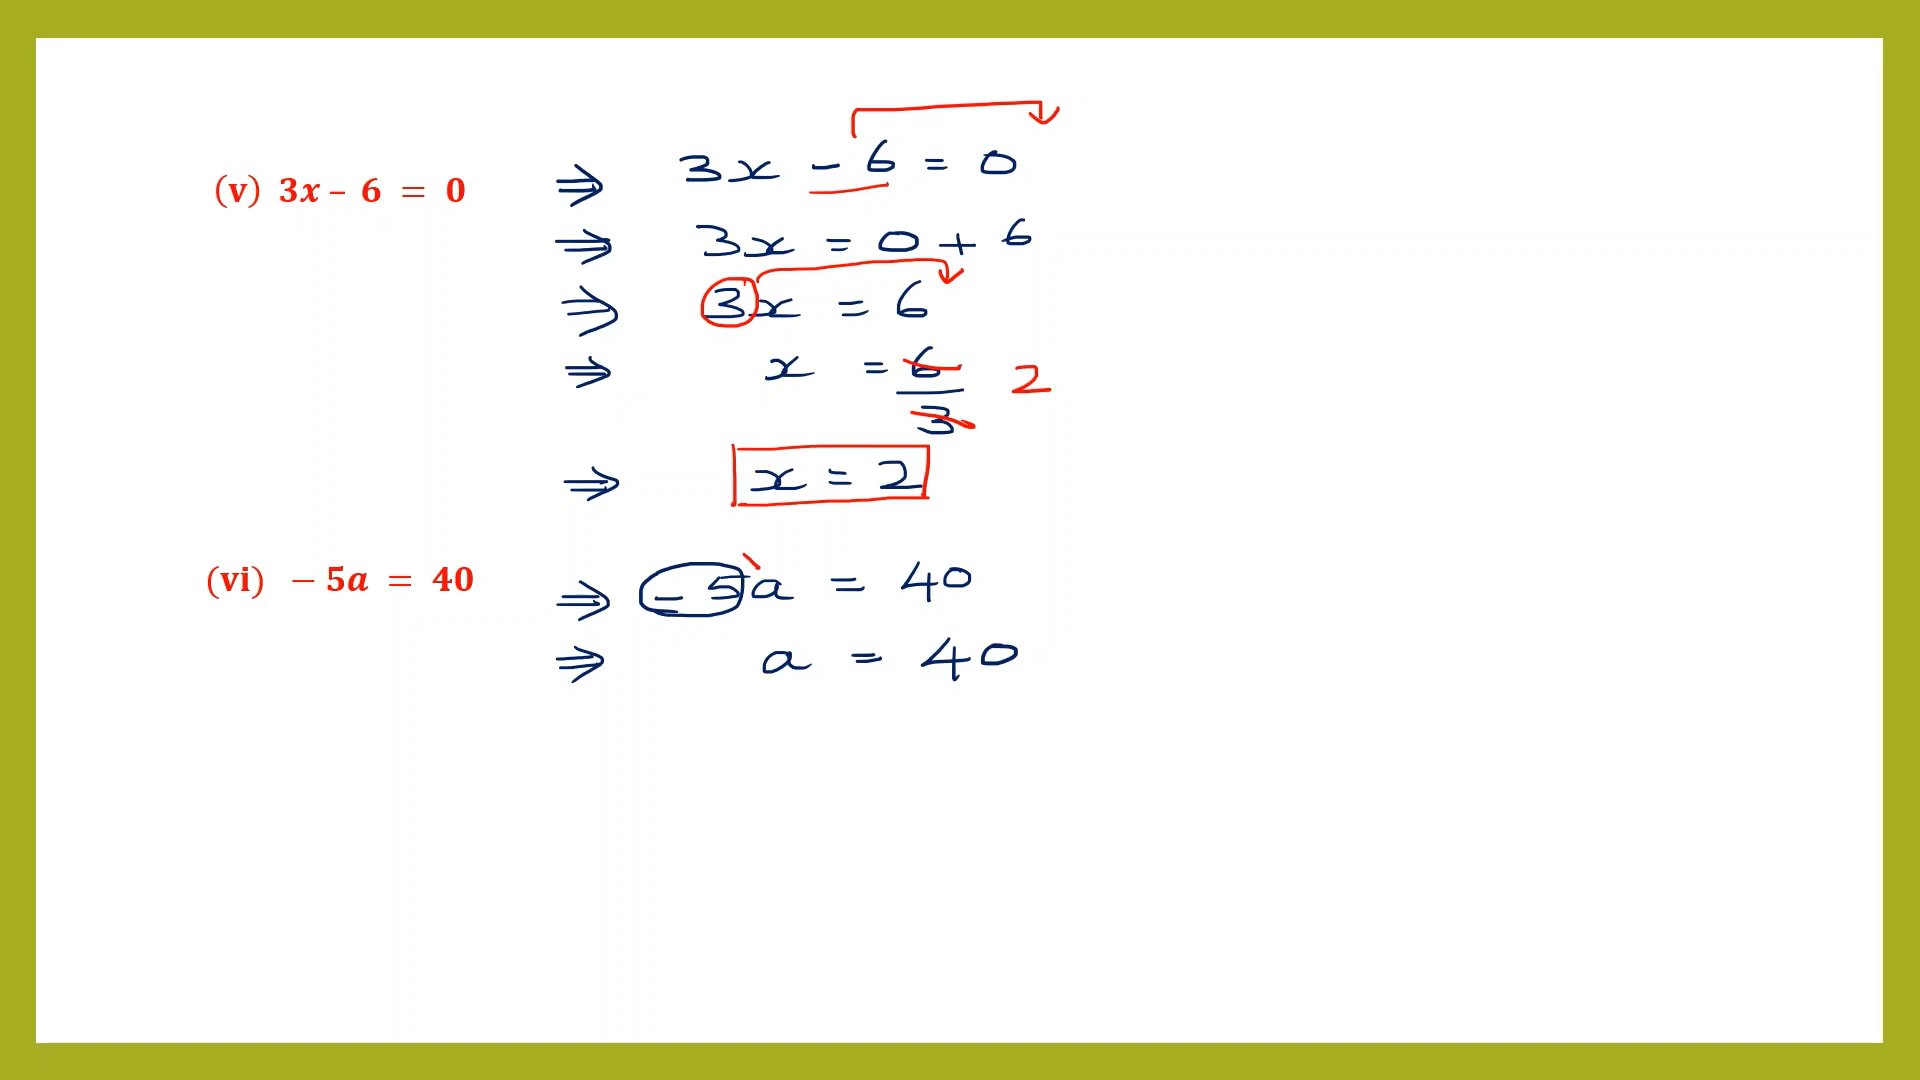 (v) 3x – 6 = 0 ⇒ 3x – 6 = 0
⇒ 3x = 0 + 6
⇒ 3x = 6
⇒ x = 6/3 2
⇒ x = 2
(vi) – 5a = 40 ⇒ – 5a = 40
⇒ a = 40